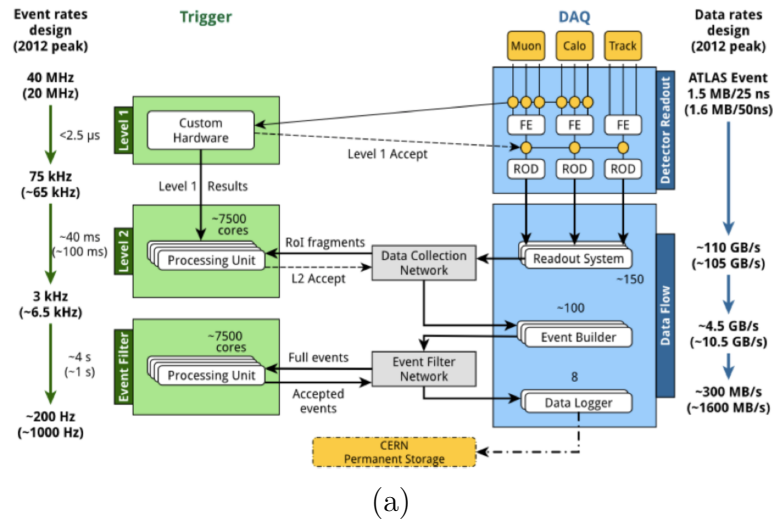 Event rates
design
(2012 peak)
Trigger
DAQ
Data rates
design
(2012 peak)
40 MHz
(20 MHz)
<2.5 µs
75 kHz
(~65 kHz)
~40 ms
(~100 ms)
3 kHz
(~6.5 kHz)
~4 s
(~1 s)
~200 Hz
(~1000 Hz)
Level 1
Custom
Hardware
Level 1 Accept
Level 1 Results
Level 2
~7500
cores
Processing Unit
RoI fragments
L2 Accept
Data Collection
Network
Event Filter
~7500
cores
Processing Unit
Full events
Accepted
events
Event Filter
Network
Muon
Calo
Track
FE
FE
FE
ROD
ROD
ROD
Detector Readout
Readout System
~150
~100
Event Builder
8
Data Logger
Data Flow
CERN
Permanent Storage
ATLAS Event
1.5 MB/25 ns
(1.6 MB/50ns)
~110 GB/s
(~105 GB/s)
~4.5 GB/s
(~10.5 GB/s)
~300 MB/s
(~1600 MB/s)
(a)